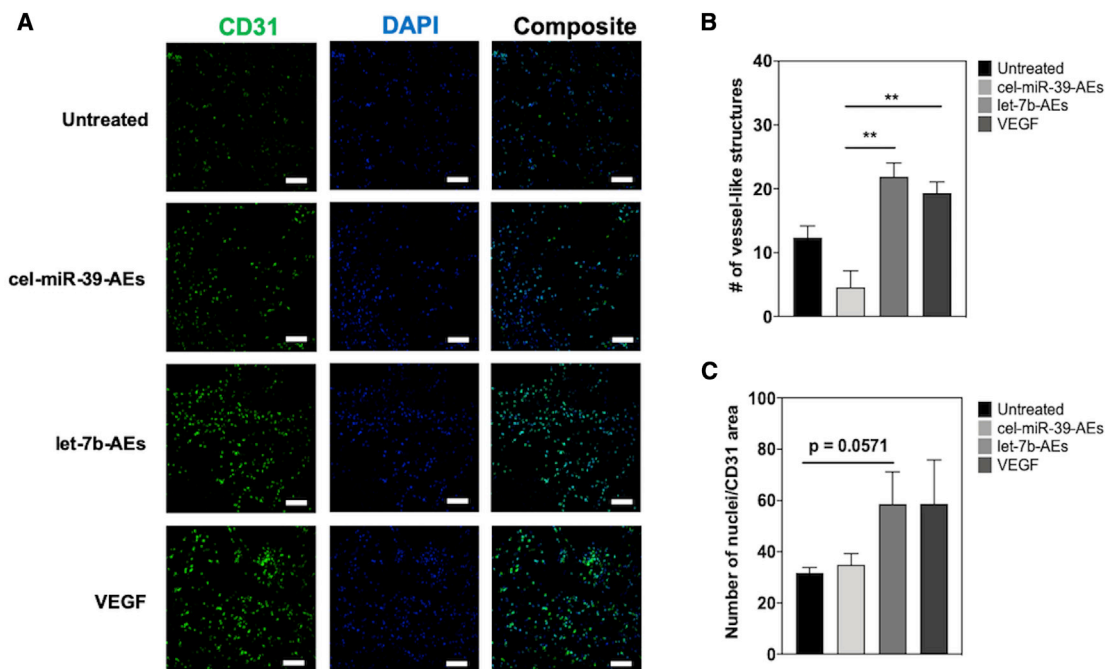 A
CD31 DAPI Composite
Untreated
cel-miR-39-AEs
let-7b-AEs
VEGF
B
# of vessel-like structures
40
30
20
10
0
**
**
Untreated
cel-miR-39-AEs
let-7b-AEs
VEGF
C
Number of nuclei/CD31 area
100
80
60
40
20
0
p = 0.0571
Untreated
cel-miR-39-AEs
let-7b-AEs
VEGF